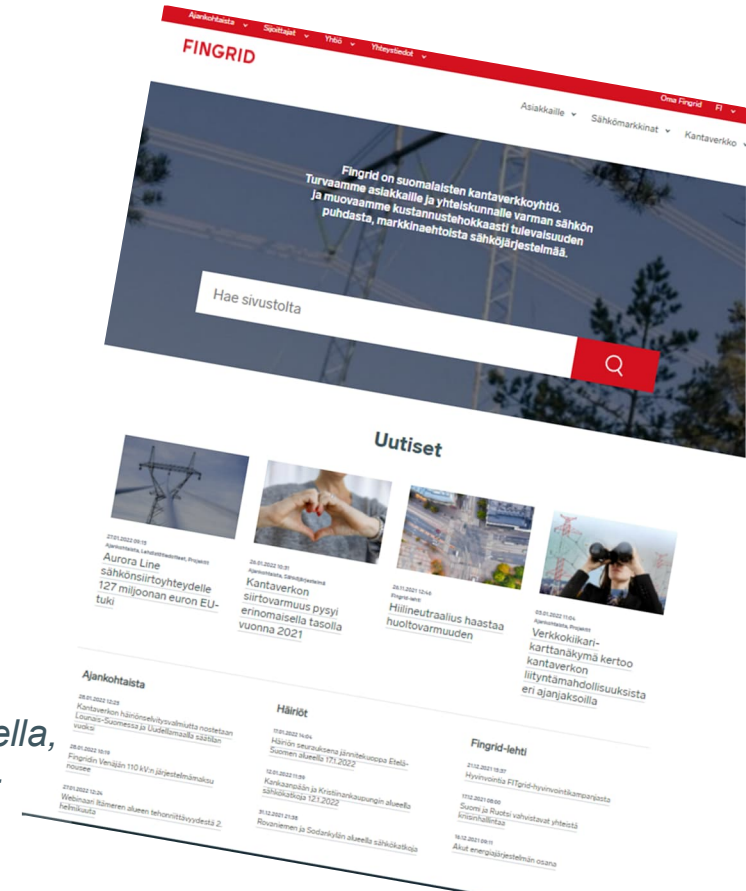 Ajankohtaista
Sijoittajat
Yhtiö
Yhteystiedot
Oma Fingrid
FI
FINGRID
Asiakkaille
Sähkömarkkinat
Kantaverkko
Fingrid on suomalaisten kantaverkkoyhtiö.
Turvaamme asiakkaille ja yhteiskunnalle varman sähkön
ja muovaamme kustannustehokkaasti tulevaisuuden
puhdasta, markkinaehtoista sähköjärjestelmää.
Hae sivustolta
Uutiset
27.01.2022 09:15
Ajankohtaista, Lehdistötiedotteet, Projektit
Aurora Line
sähkönsiirtoyhteydelle
127 miljoonan euron EU-
tuki
26.01.2022 10:31
Ajankohtaista, Sähköjärjestelmä
Kantaverkon
siirtovarmuus pysyi
erinomaisella tasolla
vuonna 2021
26.11.2021 12:46
Fingrid-lehti
Hiilineutraalius haastaa
huoltovarmuuden
03.01.2022 11:04
Ajankohtaista, Projektit
Verkkokiikari-
karttanäkymä kertoo
kantaverkon
liityntämahdollisuuksista
eri ajanjaksoilla
Ajankohtaista
28.01.2022 12:25
Kantaverkon häiriönselvitysvalmiutta nostetaan
Lounais-Suomessa ja Uudellamaalla säätilan
vuoksi
28.01.2022 10:19
Fingridin Venäjän 110 kV:n järjestelmämaksu
nousee
27.01.2022 12:24
Webinaari Itämeren alueen tehonriittävyydestä 2.
helmikuuta
Häiriöt
17.01.2022 14:04
Häiriön seurauksena jännitekuoppa Etelä-
Suomen alueella 17.1.2022
12.01.2022 11:59
Kankaanpään ja Kristiinankaupungin alueella
sähkökatkoja 12.1.2022
31.12.2021 21:38
Rovaniemen ja Sodankylän alueella sähkökatkoja
Fingrid-lehti
21.12.2021 15:37
Hyvinvointia FITgrid-hyvinvointikampanjasta
17.12.2021 08:00
Suomi ja Ruotsi vahvistavat yhteistä
kriisinhallintaa
16.12.2021 09:11
Akut energiajärjestelmän osana
ella,